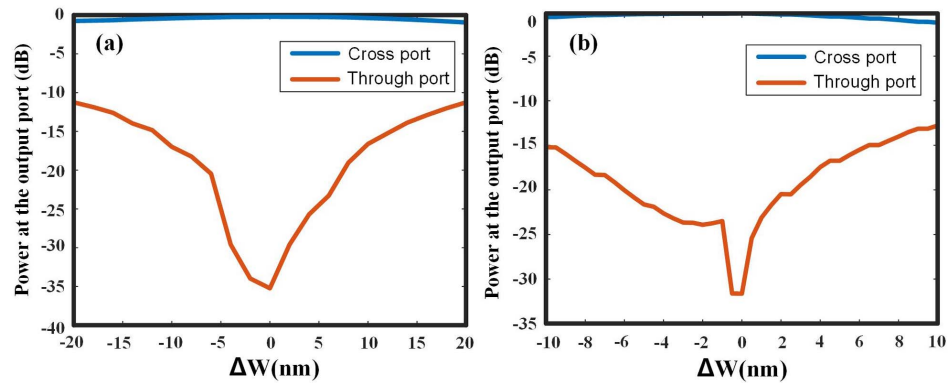 (a)
Cross port
Through port
Power at the output port (dB)
0
-5
-10
-15
-20
-25
-30
-35
-40
-20 -15 -10 -5 0 5 10 15 20
ΔW(nm)
(b)
Cross port
Through port
Power at the output port (dB)
0
-5
-10
-15
-20
-25
-30
-35
-10 -8 -6 -4 -2 0 2 4 6 8 10
ΔW(nm)